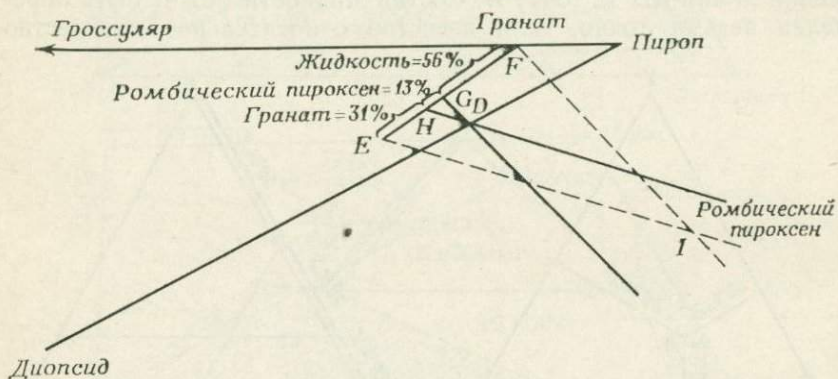 Гранат
Гроссуляр
Пироп
Жидкость=56%
F
Ромбический пироксен=13%
G
D
Гранат=31%
H
E
Ромбический
пироксен
I
Диопсид